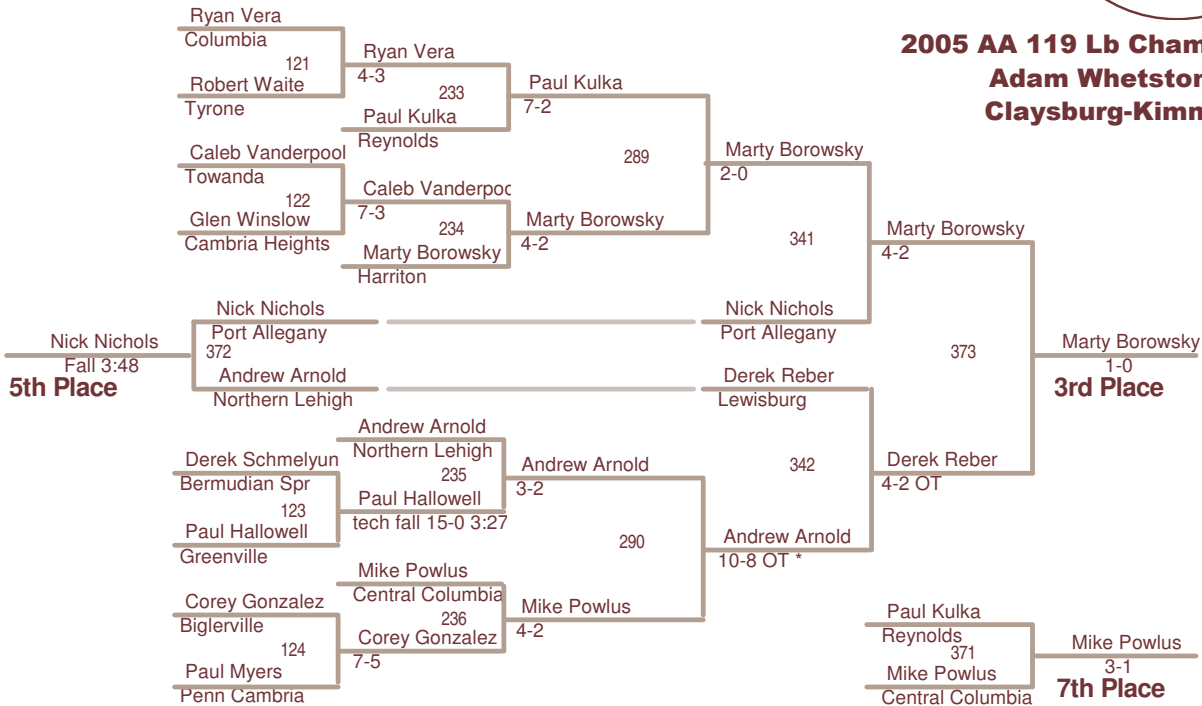 Ryan Vera
Columbia
121
Robert Waite
Tyrone
Ryan Vera
4-3
233
Paul Kulka
Reynolds
Paul Kulka
7-2
Caleb Vanderpool
Towanda
122
Glen Winslow
Cambria Heights
Caleb Vanderpoo
7-3
234
Marty Borowsky
Harriton
Marty Borowsky
4-2
289
Marty Borowsky
2-0
341
Nick Nichols
Port Allegany
Marty Borowsky
4-2
2005 AA 119 Lb Cham
Adam Whetston
Claysburg-Kimm
Nick Nichols
Port Allegany
372
Andrew Arnold
Northern Lehigh
Nick Nichols
Fall 3:48
5th Place
373
Marty Borowsky
1-0
3rd Place
Derek Reber
Lewisburg
342
Derek Reber
4-2 OT
Andrew Arnold
Northern Lehigh
235
Derek Schmelyun
Bermudian Spr
123
Paul Hallowell
Greenville
Paul Hallowell
tech fall 15-0 3:27
Andrew Arnold
3-2
290
Andrew Arnold
10-8 OT *
Mike Powlus
Central Columbia
236
Corey Gonzalez
Biglerville
124
Paul Myers
Penn Cambria
Corey Gonzalez
7-5
Mike Powlus
4-2
Paul Kulka
Reynolds
371
Mike Powlus
Central Columbia
Mike Powlus
3-1
7th Place